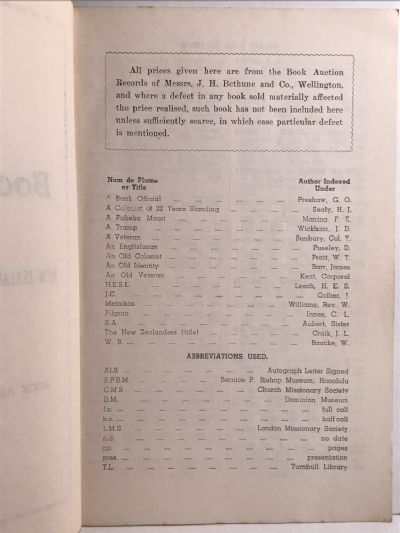 All prices given here are from the Book Auction
Records of Messrs, J. H. Bethune and Co., Wellington,
and where a defect in any book sold materially affected
the price realised, such book has not been included here
unless sufficiently scarce, in which case particular defect
is mentioned.
Nom de Plume or Title Author Indexed Under
A Bank Official — — — — Preshaw, G. O.
A Colonist of 22 Years Standing — — — — Sealy, H. J.
A Pakeha Maori — — — — Maning, F. E.
A Tramp — — — — Wickham, J. D.
A Veteran — — — — Bunbury, Col. T.
An Englishman — — — — Puseley, D.
An Old Colonist — — — — Pratt, W. T.
An Old Identity — — — — Barr, James
An Old Veteran — — — — Kent, Corporal
H.E.S.L. — — — — Leech, H. E. S.
J.C. — — — — Collier, J.
Metoikos — — — — Williams, Rev. W.
Pilgrim — — — — Innes, C. L.
S.A. — — — — Aubert, Sister
The New Zealanders (title) — — — — Craik, J. L.
W. B. — — — — Baucke, W.
ABBREVIATIONS USED.
ALS — — — — Autograph Letter Signed
B.P.B.M. — — — — Bernice P. Bishop Museum, Honolulu
C.M.S. — — — — Church Missionary Society
D.M. — — — — Dominion Museum
f.c. — — — — full calf
h.c. — — — — half calf
L.M.S. — — — — London Missionary Society
n.d. — — — — no date
pp — — — — pages
pres. — — — — presentation
T.L. — — — — Turnbull Library